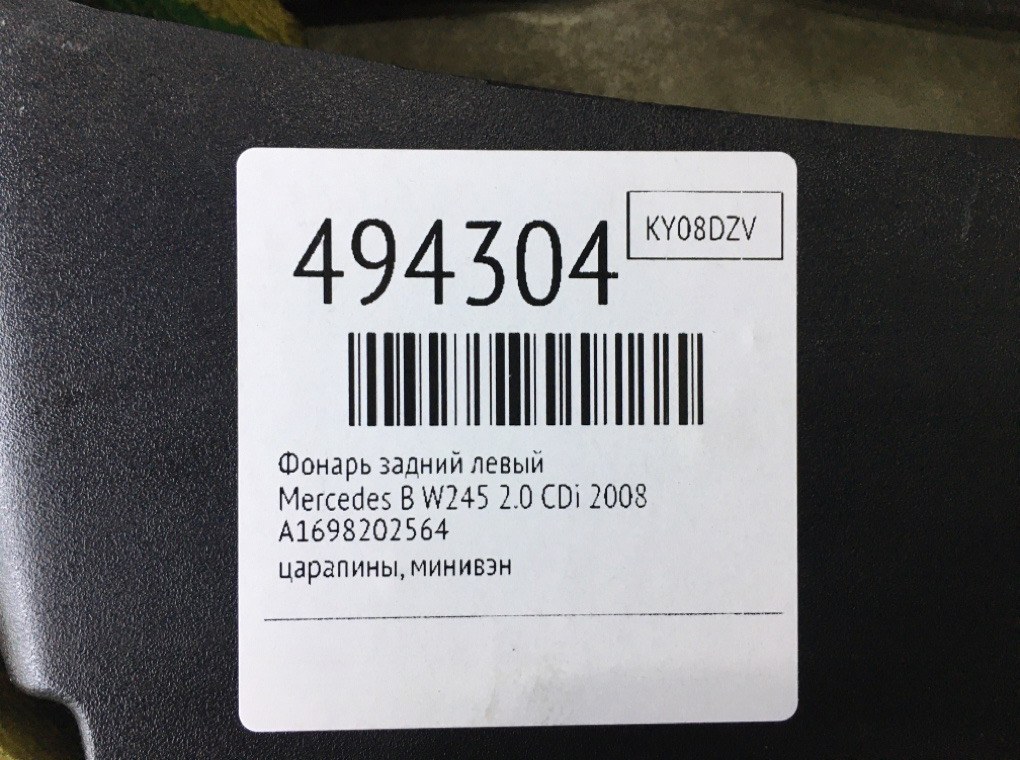 494304
KY08DZV
Фонарь задний левый
Mercedes B W245 2.0 CDi 2008
A1698202564
царапины, минивэн